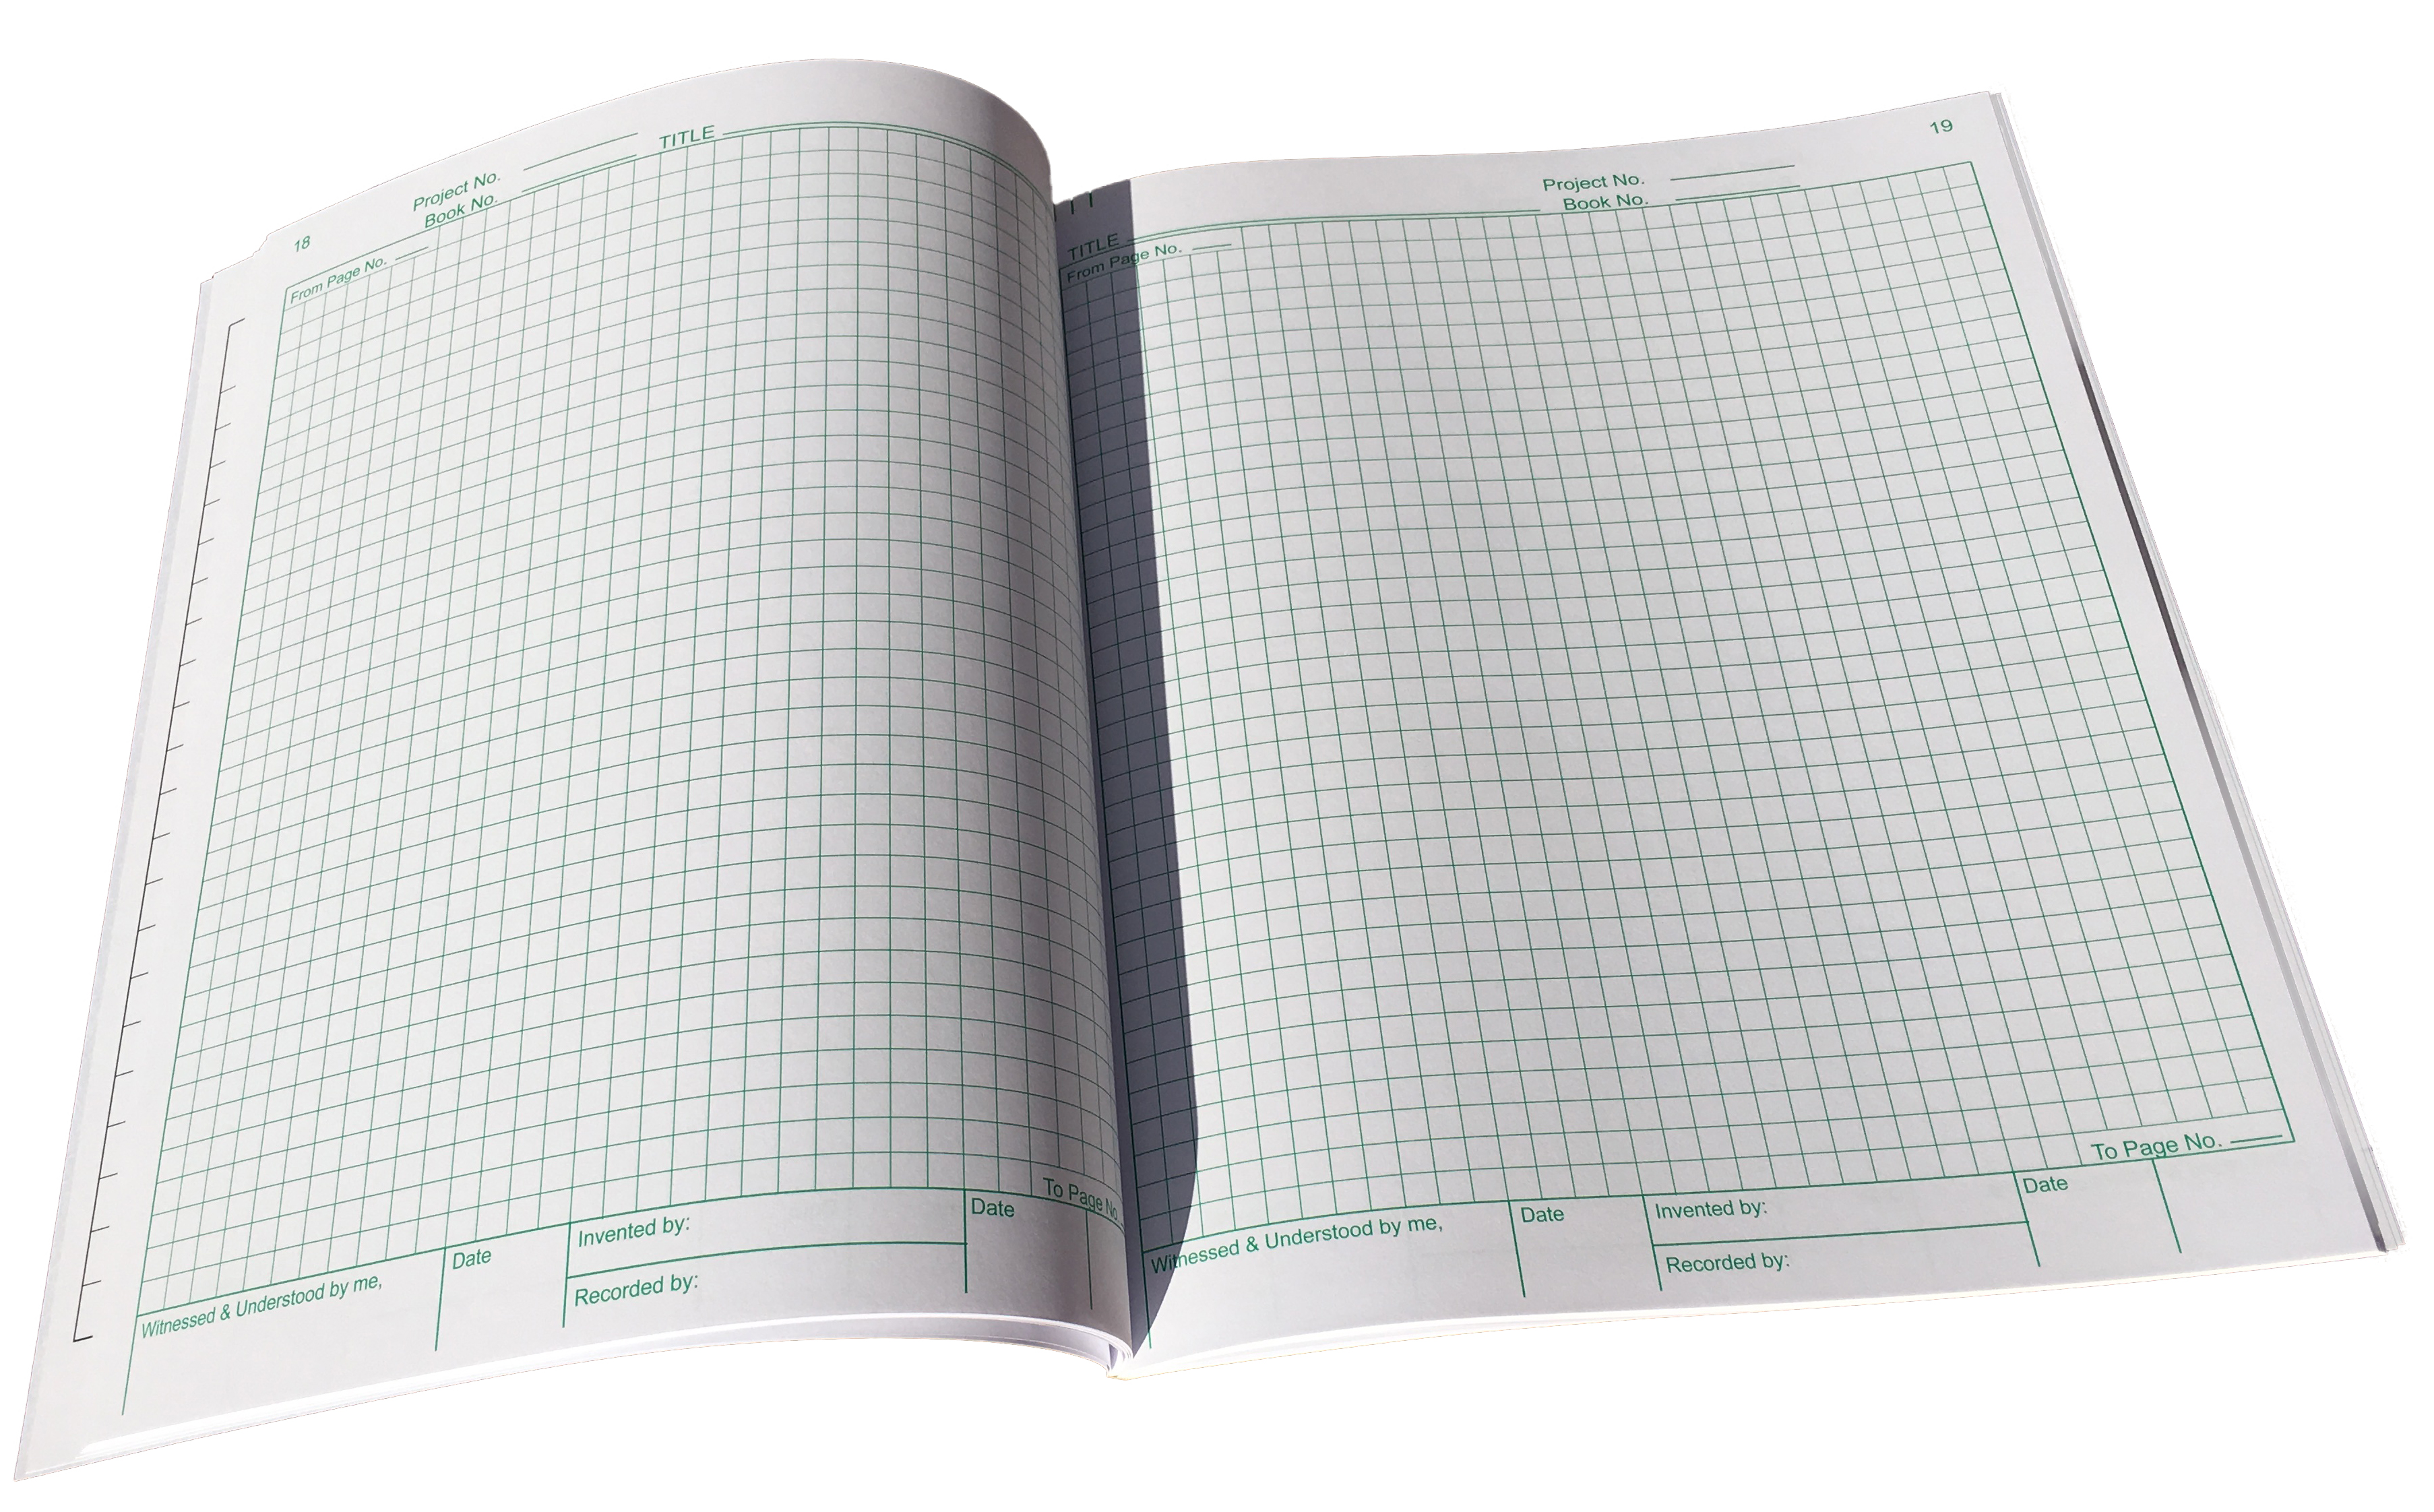 18
Project No.
Book No.
TITLE
From Page No.
To Page No.
Witnessed & Understood by me,
Date
Invented by:
Recorded by:
Date
19
Project No.
Book No.
TITLE
From Page No.
To Page No.
Witnessed & Understood by me,
Date
Invented by:
Recorded by:
Date